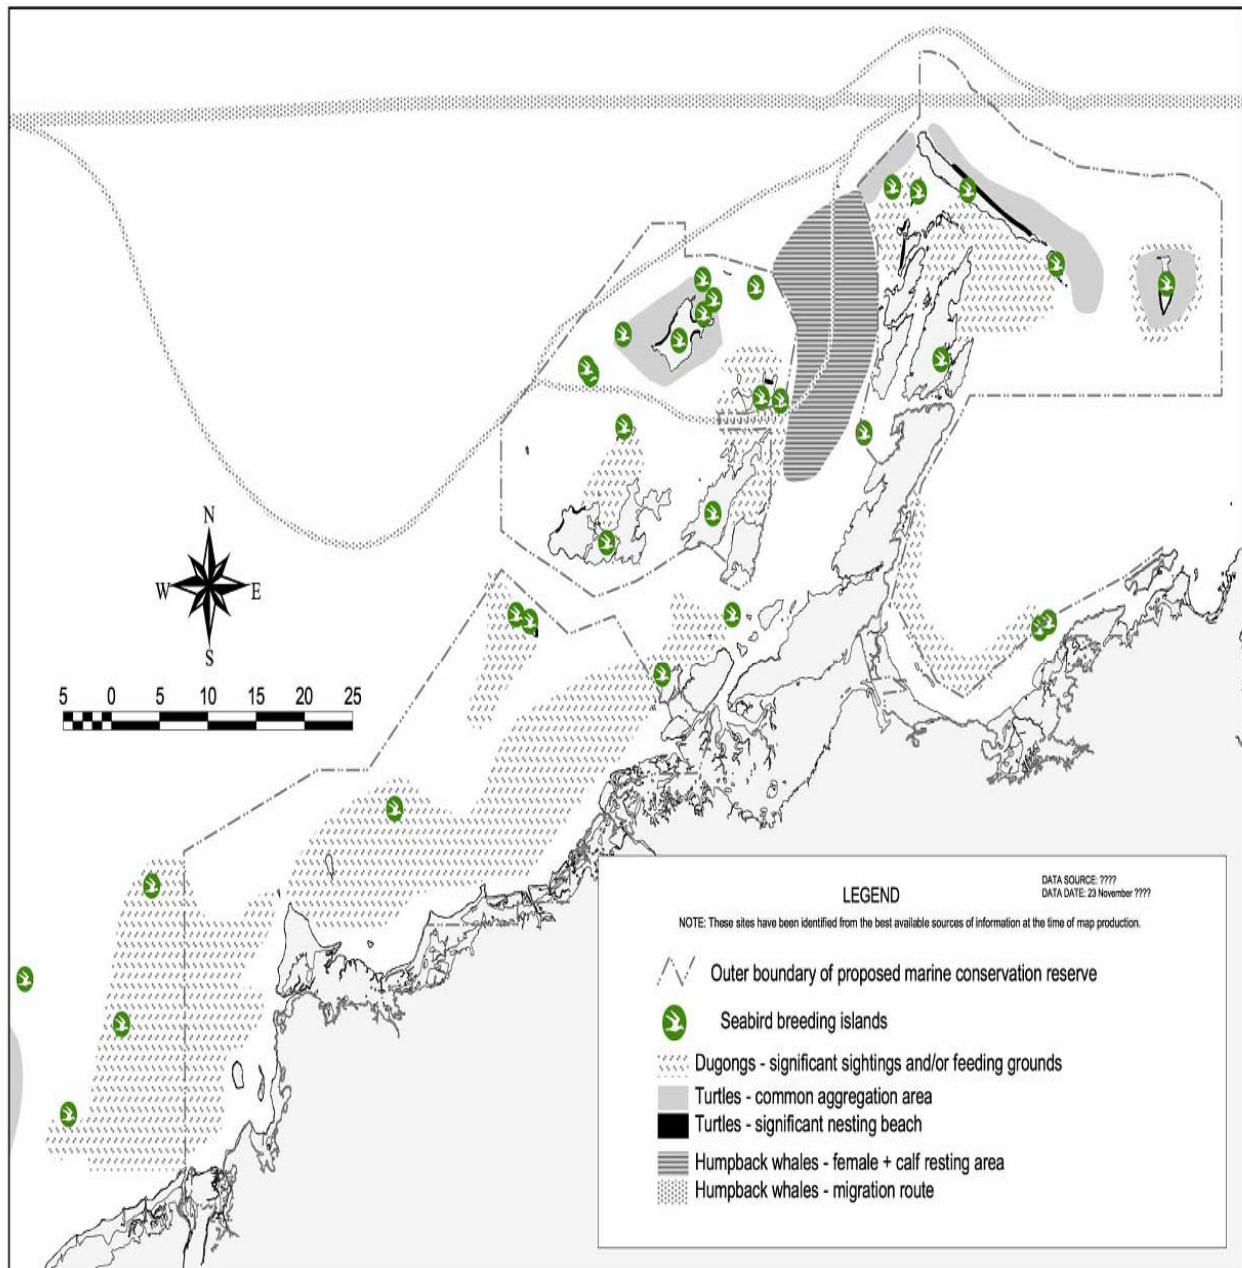 N
W E
S
5 0 5 10 15 20 25
LEGEND
DATA SOURCE: ????
DATA DATE: 23 November ????
NOTE: These sites have been identified from the best available sources of information at the time of map production.
Outer boundary of proposed marine conservation reserve
Seabird breeding islands
Dugongs - significant sightings and/or feeding grounds
Turtles - common aggregation area
Turtles - significant nesting beach
Humpback whales - female + calf resting area
Humpback whales - migration route